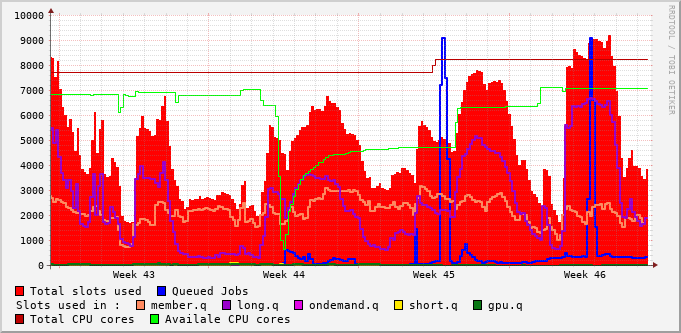 10000
9000
8000
7000
6000
5000
4000
3000
2000
1000
0
Week 43 Week 44 Week 45 Week 46
Total slots used Queued Jobs
Slots used in : member.q long.q ondemand.q short.q gpu.q
Total CPU cores Availale CPU cores
RRDTOOL / TOBI OETIKER